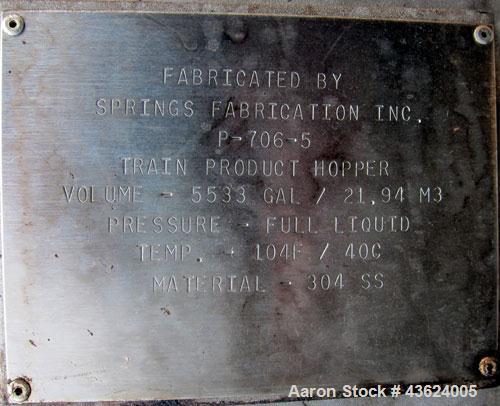 FABRICATED BY
SPRINGS FABRICATION INC.
P-706-5
TRAIN PRODUCT HOPPER
VOLUME - 5533 GAL / 21.94 M3
PRESSURE - FULL LIQUID
TEMP. - 104F / 40C
MATERIAL - 304 SS
Aaron Stock # 43624005